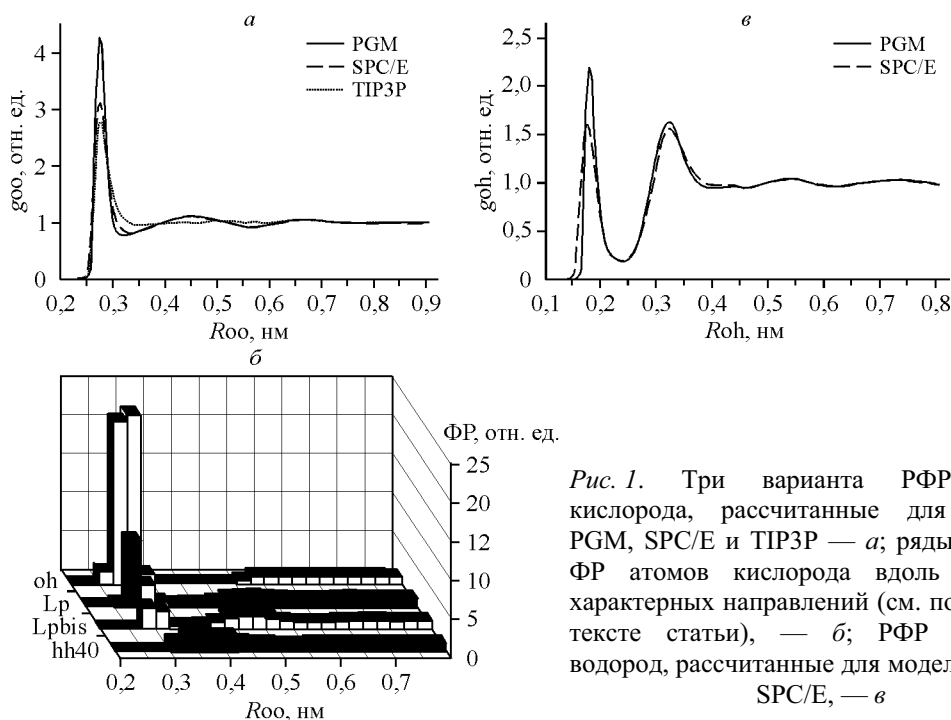 а
goo, отн. ед.
4
3
2
1
0
0,2 0,3 0,4 0,5 0,6 0,7 0,8 0,9
Roo, нм
PGM
SPC/E
TIP3P
в
goh, отн. ед.
2,5
2,0
1,5
1,0
0,5
0
0,1 0,2 0,3 0,4 0,5 0,6 0,7 0,8
Roh, нм
PGM
SPC/E
б
ФР, отн. ед.
25
20
12
10
5
0
oh
Lp
Lpbis
hh40
0,2 0,3 0,4 0,5 0,6 0,7
Roo, нм
Рис. 1. Три варианта РФР
кислорода, рассчитанные для
PGM, SPC/E и TIP3P — а; ряды
ФР атомов кислорода вдоль
характерных направлений (см. по
тексте статьи), — б; РФР
водород, рассчитанные для модел
SPC/E, — в